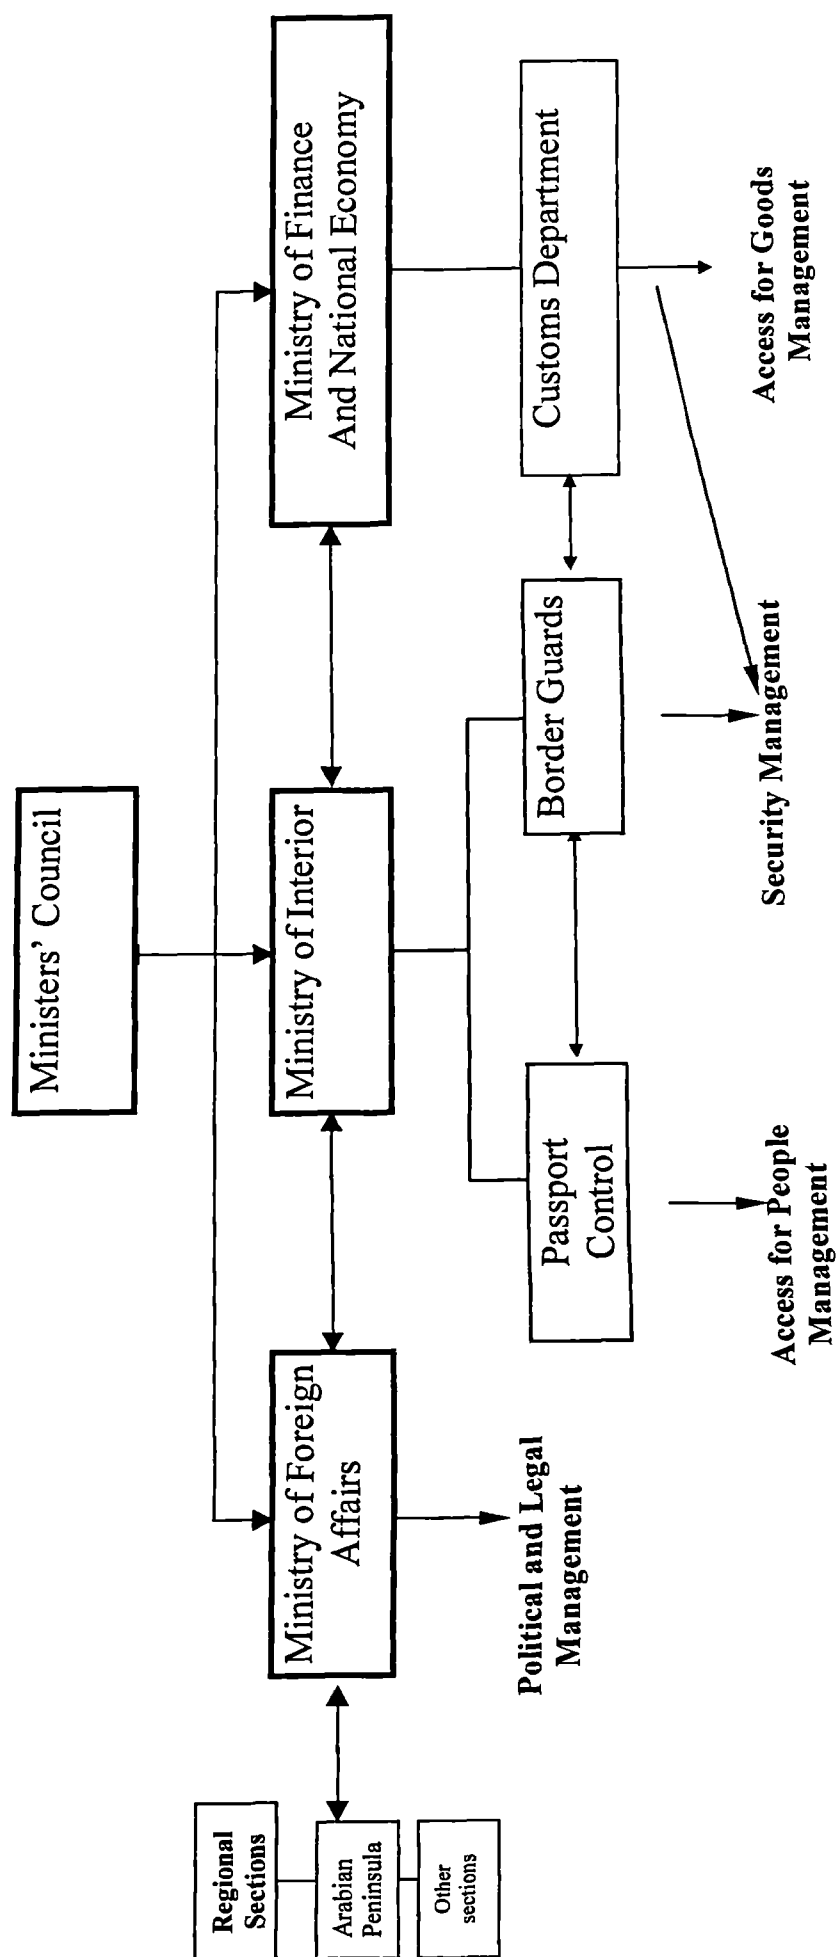 Ministers' Council
Ministry of Foreign
Affairs
Ministry of Interior
Ministry of Finance
And National Economy
Regional
Sections
Arabian
Peninsula
Other
sections
Political and Legal
Management
Passport
Control
Border Guards
Customs Department
Access for People
Management
Security Management
Access for Goods
Management